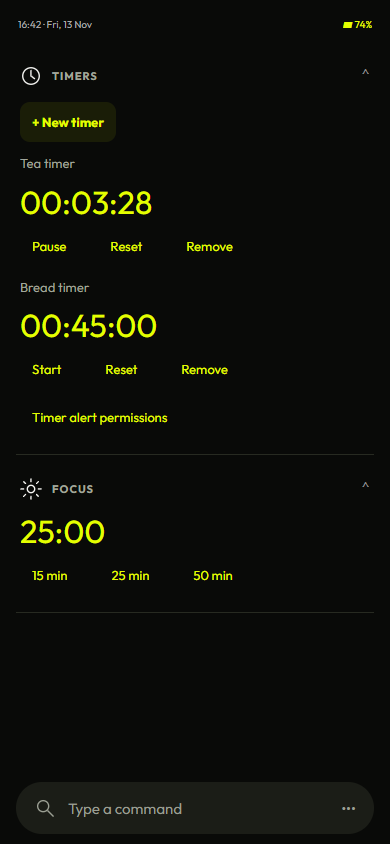 16:42 · Fri, 13 Nov 74%
TIMERS
+ New timer
Tea timer
00:03:28
Pause Reset Remove
Bread timer
00:45:00
Start Reset Remove
Timer alert permissions
FOCUS
25:00
15 min 25 min 50 min
Type a command